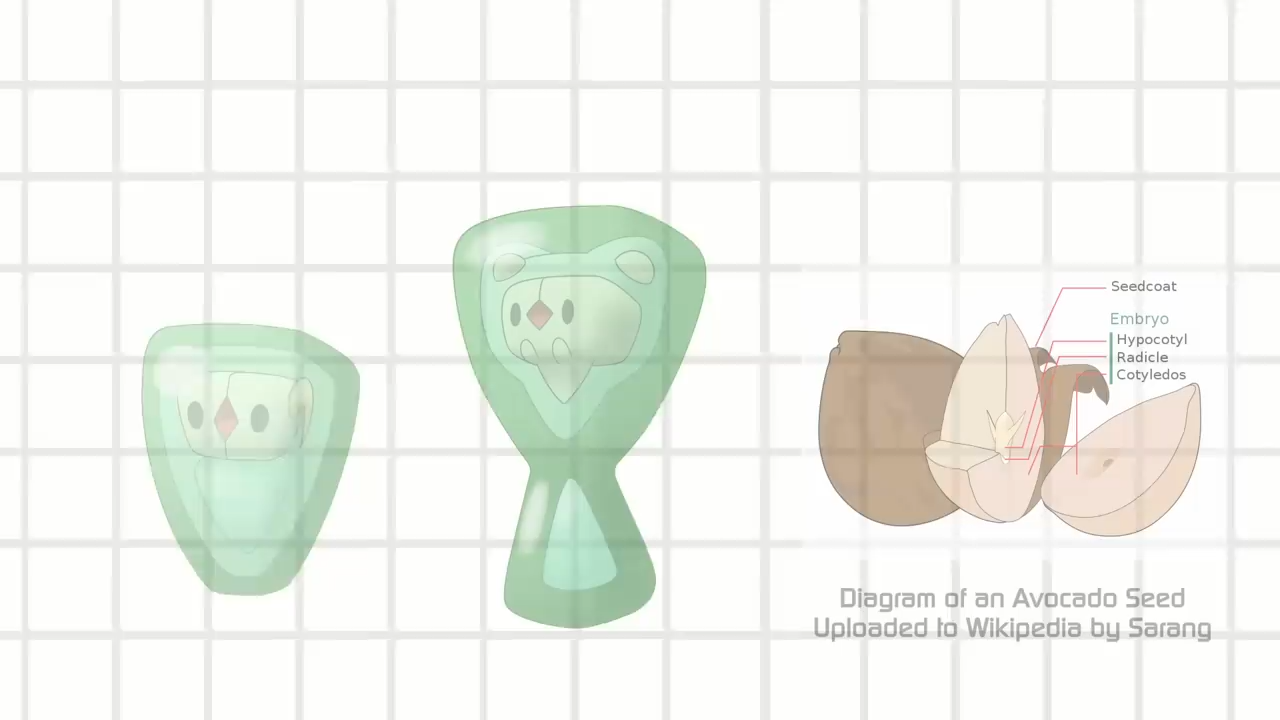 Seedcoat
Embryo
Hypocotyl
Radicle
Cotyledos
Diagram of an Avocado Seed
Uploaded to Wikipedia by Sarang